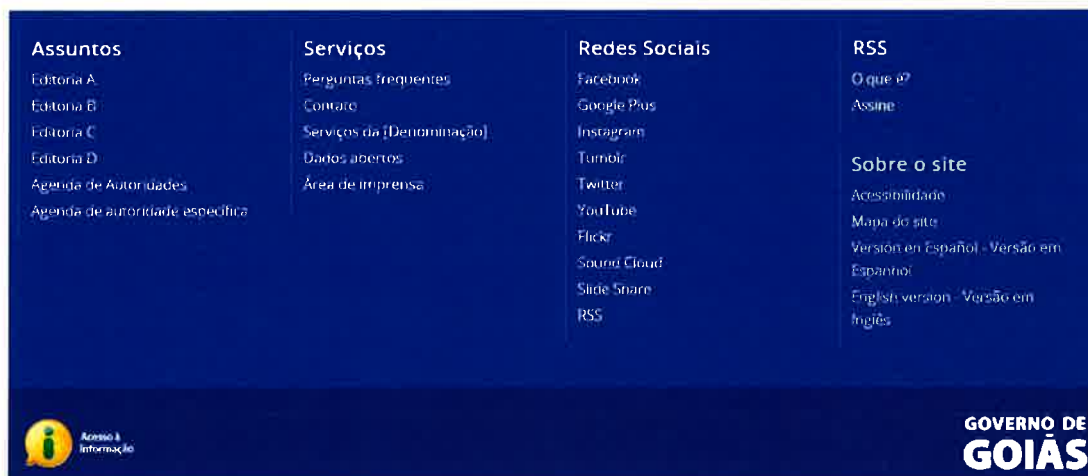 Assuntos
Editoria A
Editoria B
Editoria C
Editoria D
Agenda de Autoridades
Agenda de autoridade específica
Serviços
Perguntas frequentes
Contato
Serviços da [Denominação]
Dados abertos
Área de imprensa
Redes Sociais
Facebook
Google Plus
Instagram
Tumblr
Twitter
YouTube
Flickr
Sound Cloud
Slide Share
RSS
RSS
O que é?
Assine
Sobre o site
Acessibilidade
Mapa do site
Versión en Español - Versão em
Espanhol
English version - Versão em
Inglês
Acesso à
Informação
GOVERNO DE
GOIÁS